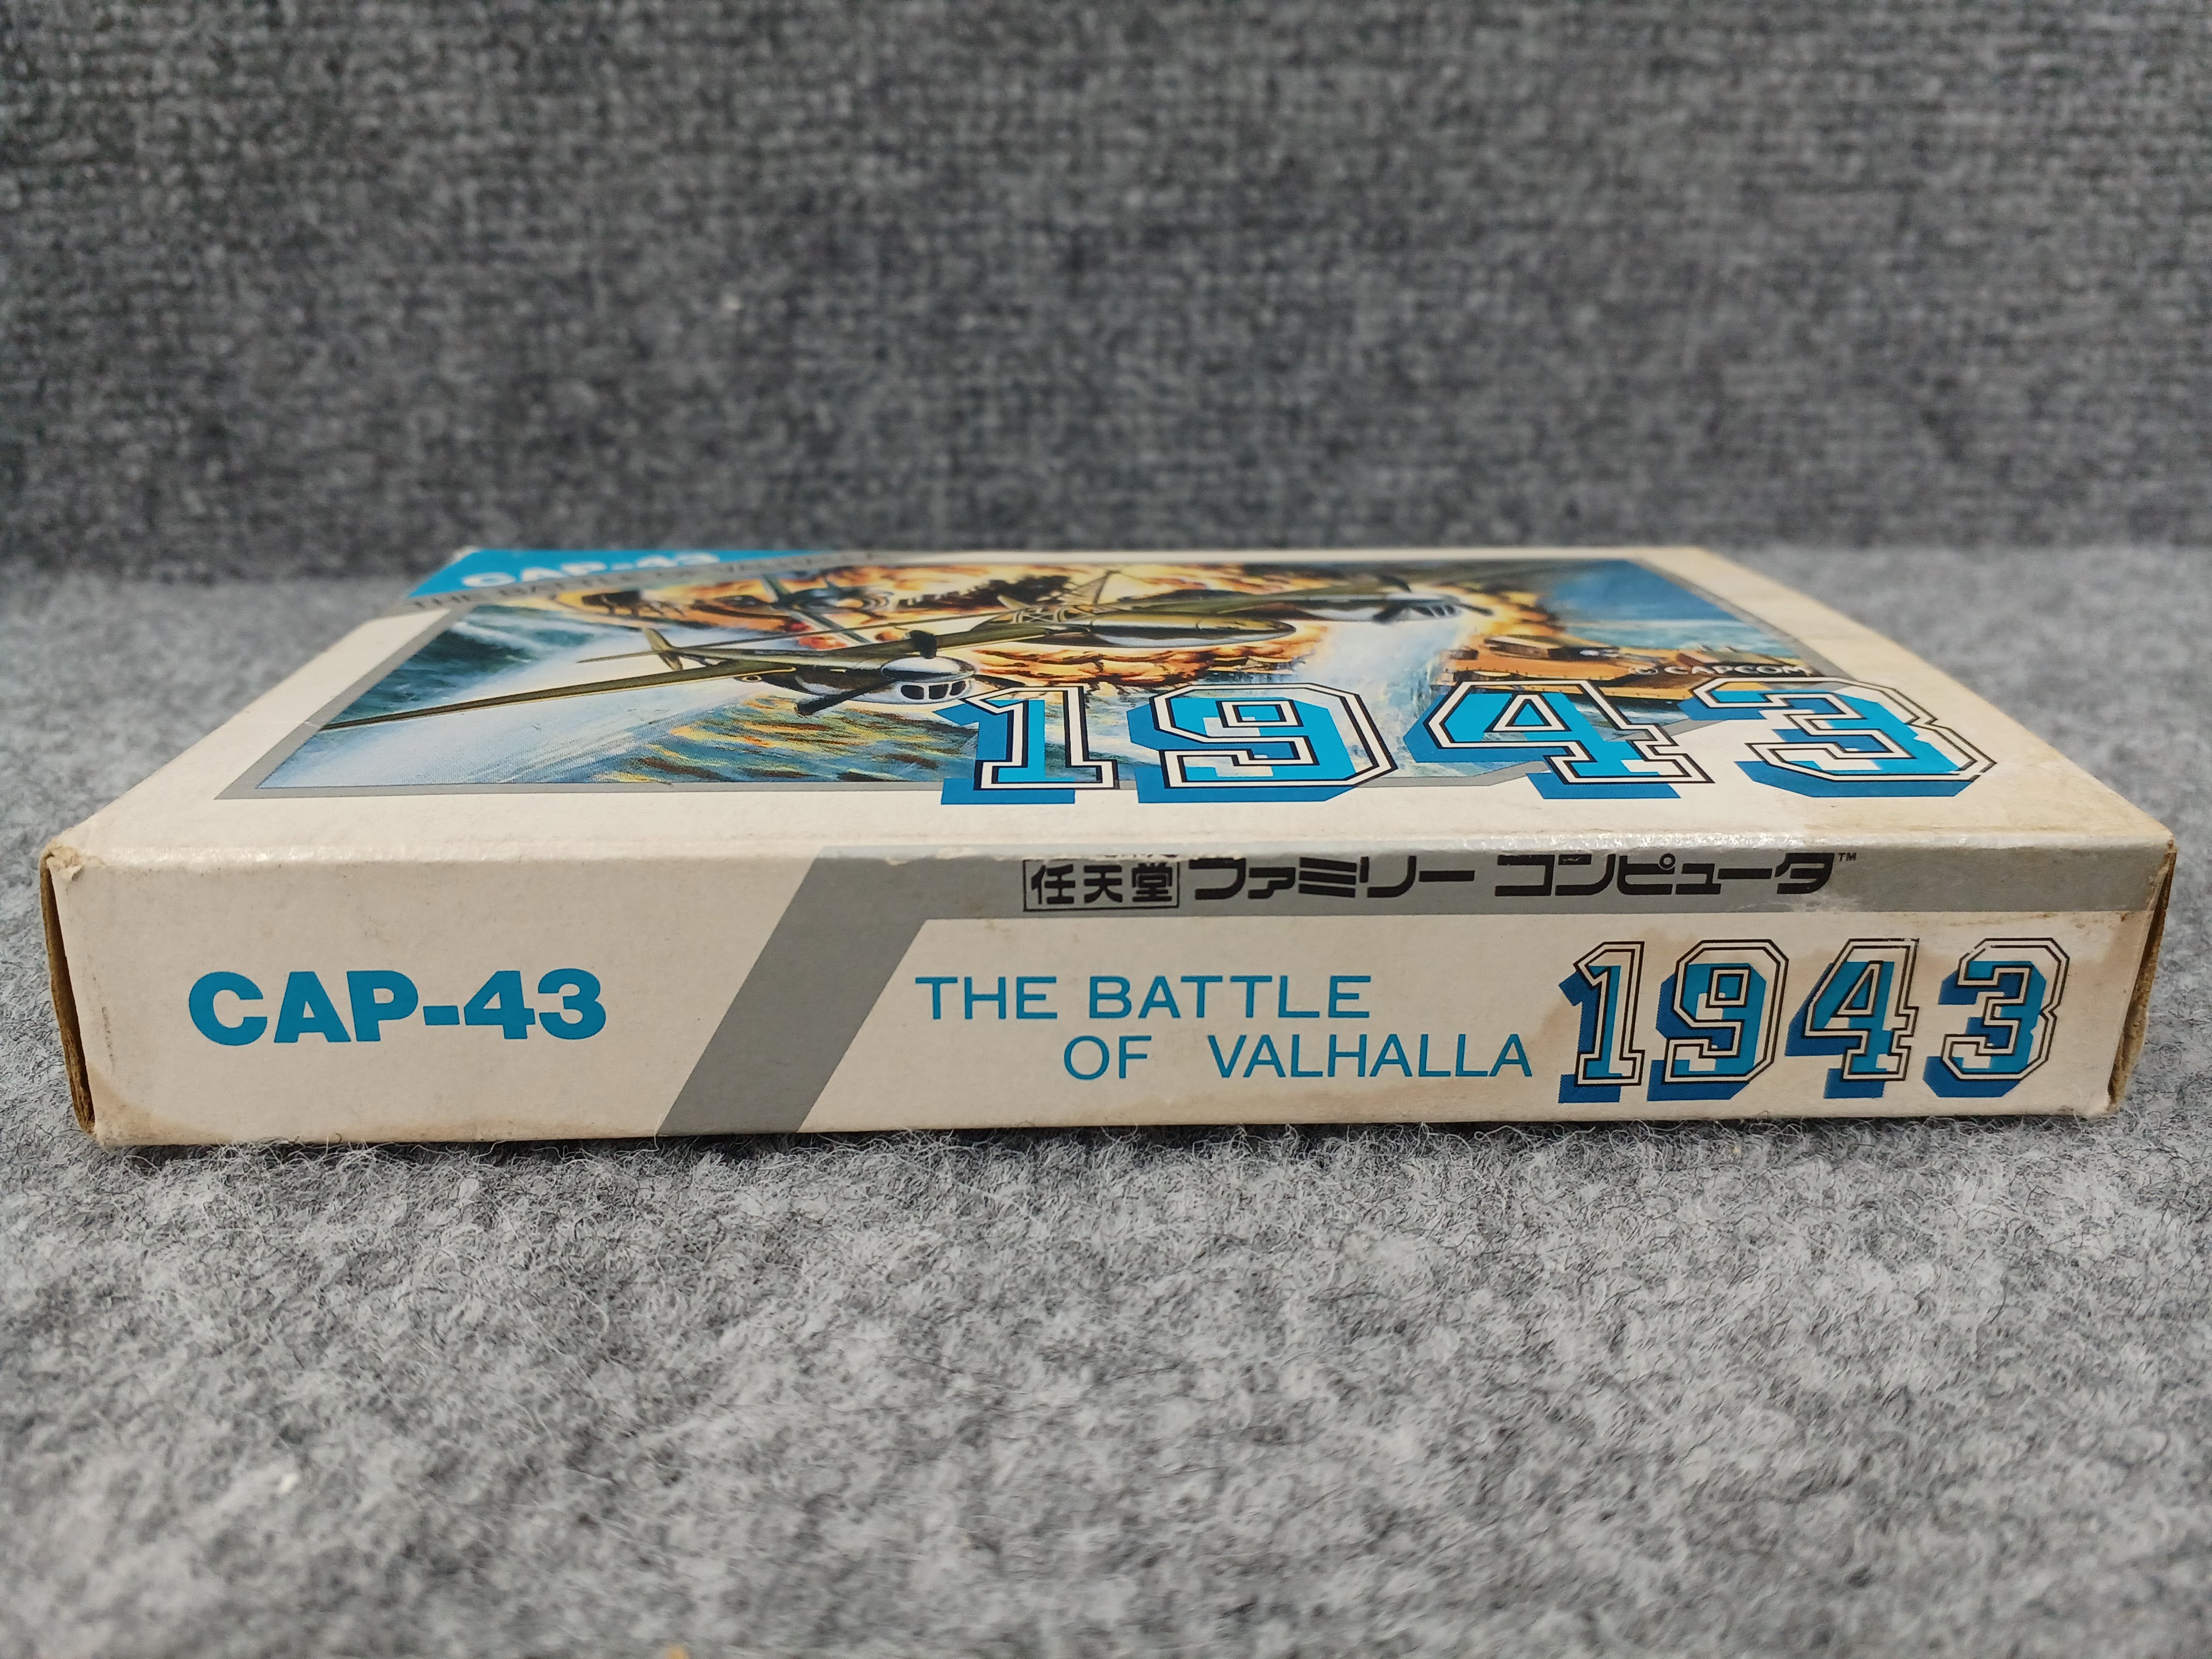 CAP-43
© CAPCOM
1943
任天堂 ファミリー コンピュータ™
CAP-43
THE BATTLE
OF VALHALLA
1943